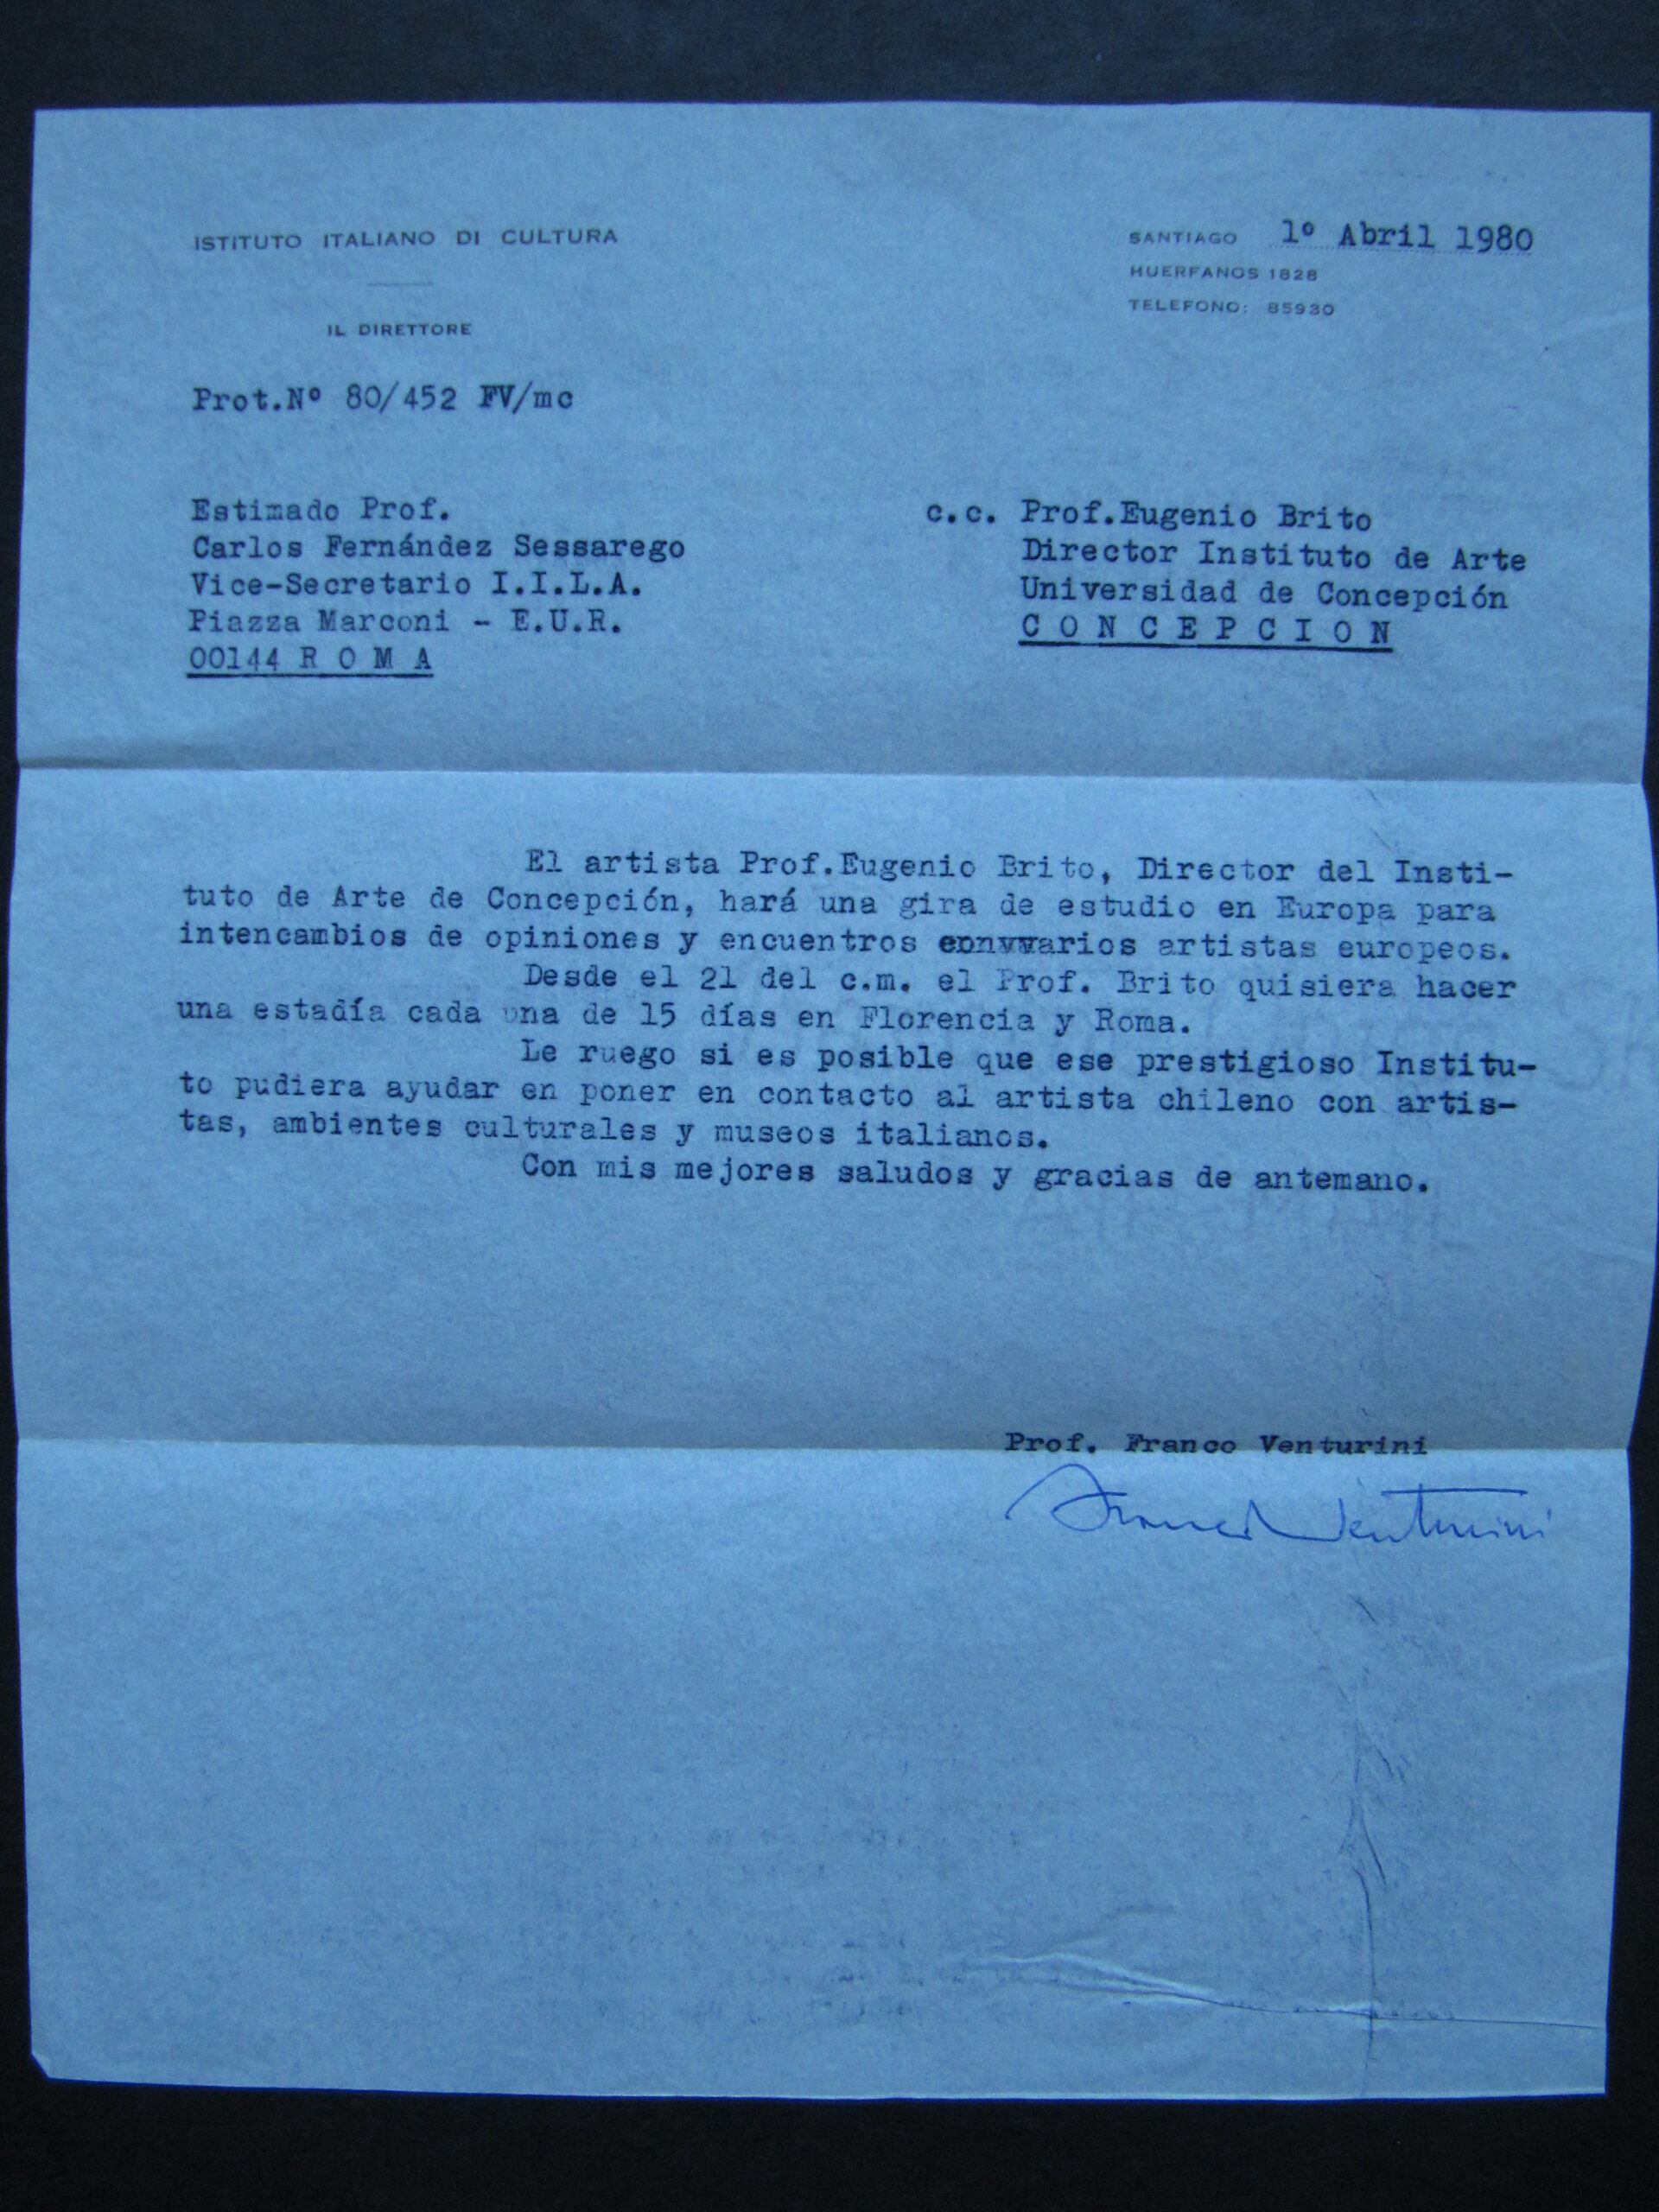 ISTITUTO ITALIANO DI CULTURA
IL DIRETTORE
SANTIAGO 1º Abril 1980
HUERFANOS 1828
TELEFONO: 85930
Prot.Nº 80/452 FV/mc
Estimado Prof.
Carlos Fernández Sessarego
Vice-Secretario I.I.L.A.
Piazza Marconi - E.U.R.
00144 R O M A
c.c. Prof.Eugenio Brito
Director Instituto de Arte
Universidad de Concepción
C O N C E P C I O N
El artista Prof.Eugenio Brito, Director del Insti-
tuto de Arte de Concepción, hará una gira de estudio en Europa para
intencambios de opiniones y encuentros convvarios artistas europeos.
Desde el 21 del c.m. el Prof. Brito quisiera hacer
una estadía cada una de 15 días en Florencia y Roma.
Le ruego si es posible que ese prestigioso Institu-
to pudiera ayudar en poner en contacto al artista chileno con artis-
tas, ambientes culturales y museos italianos.
Con mis mejores saludos y gracias de antemano.
Prof. Franco Venturini
Franco Venturini